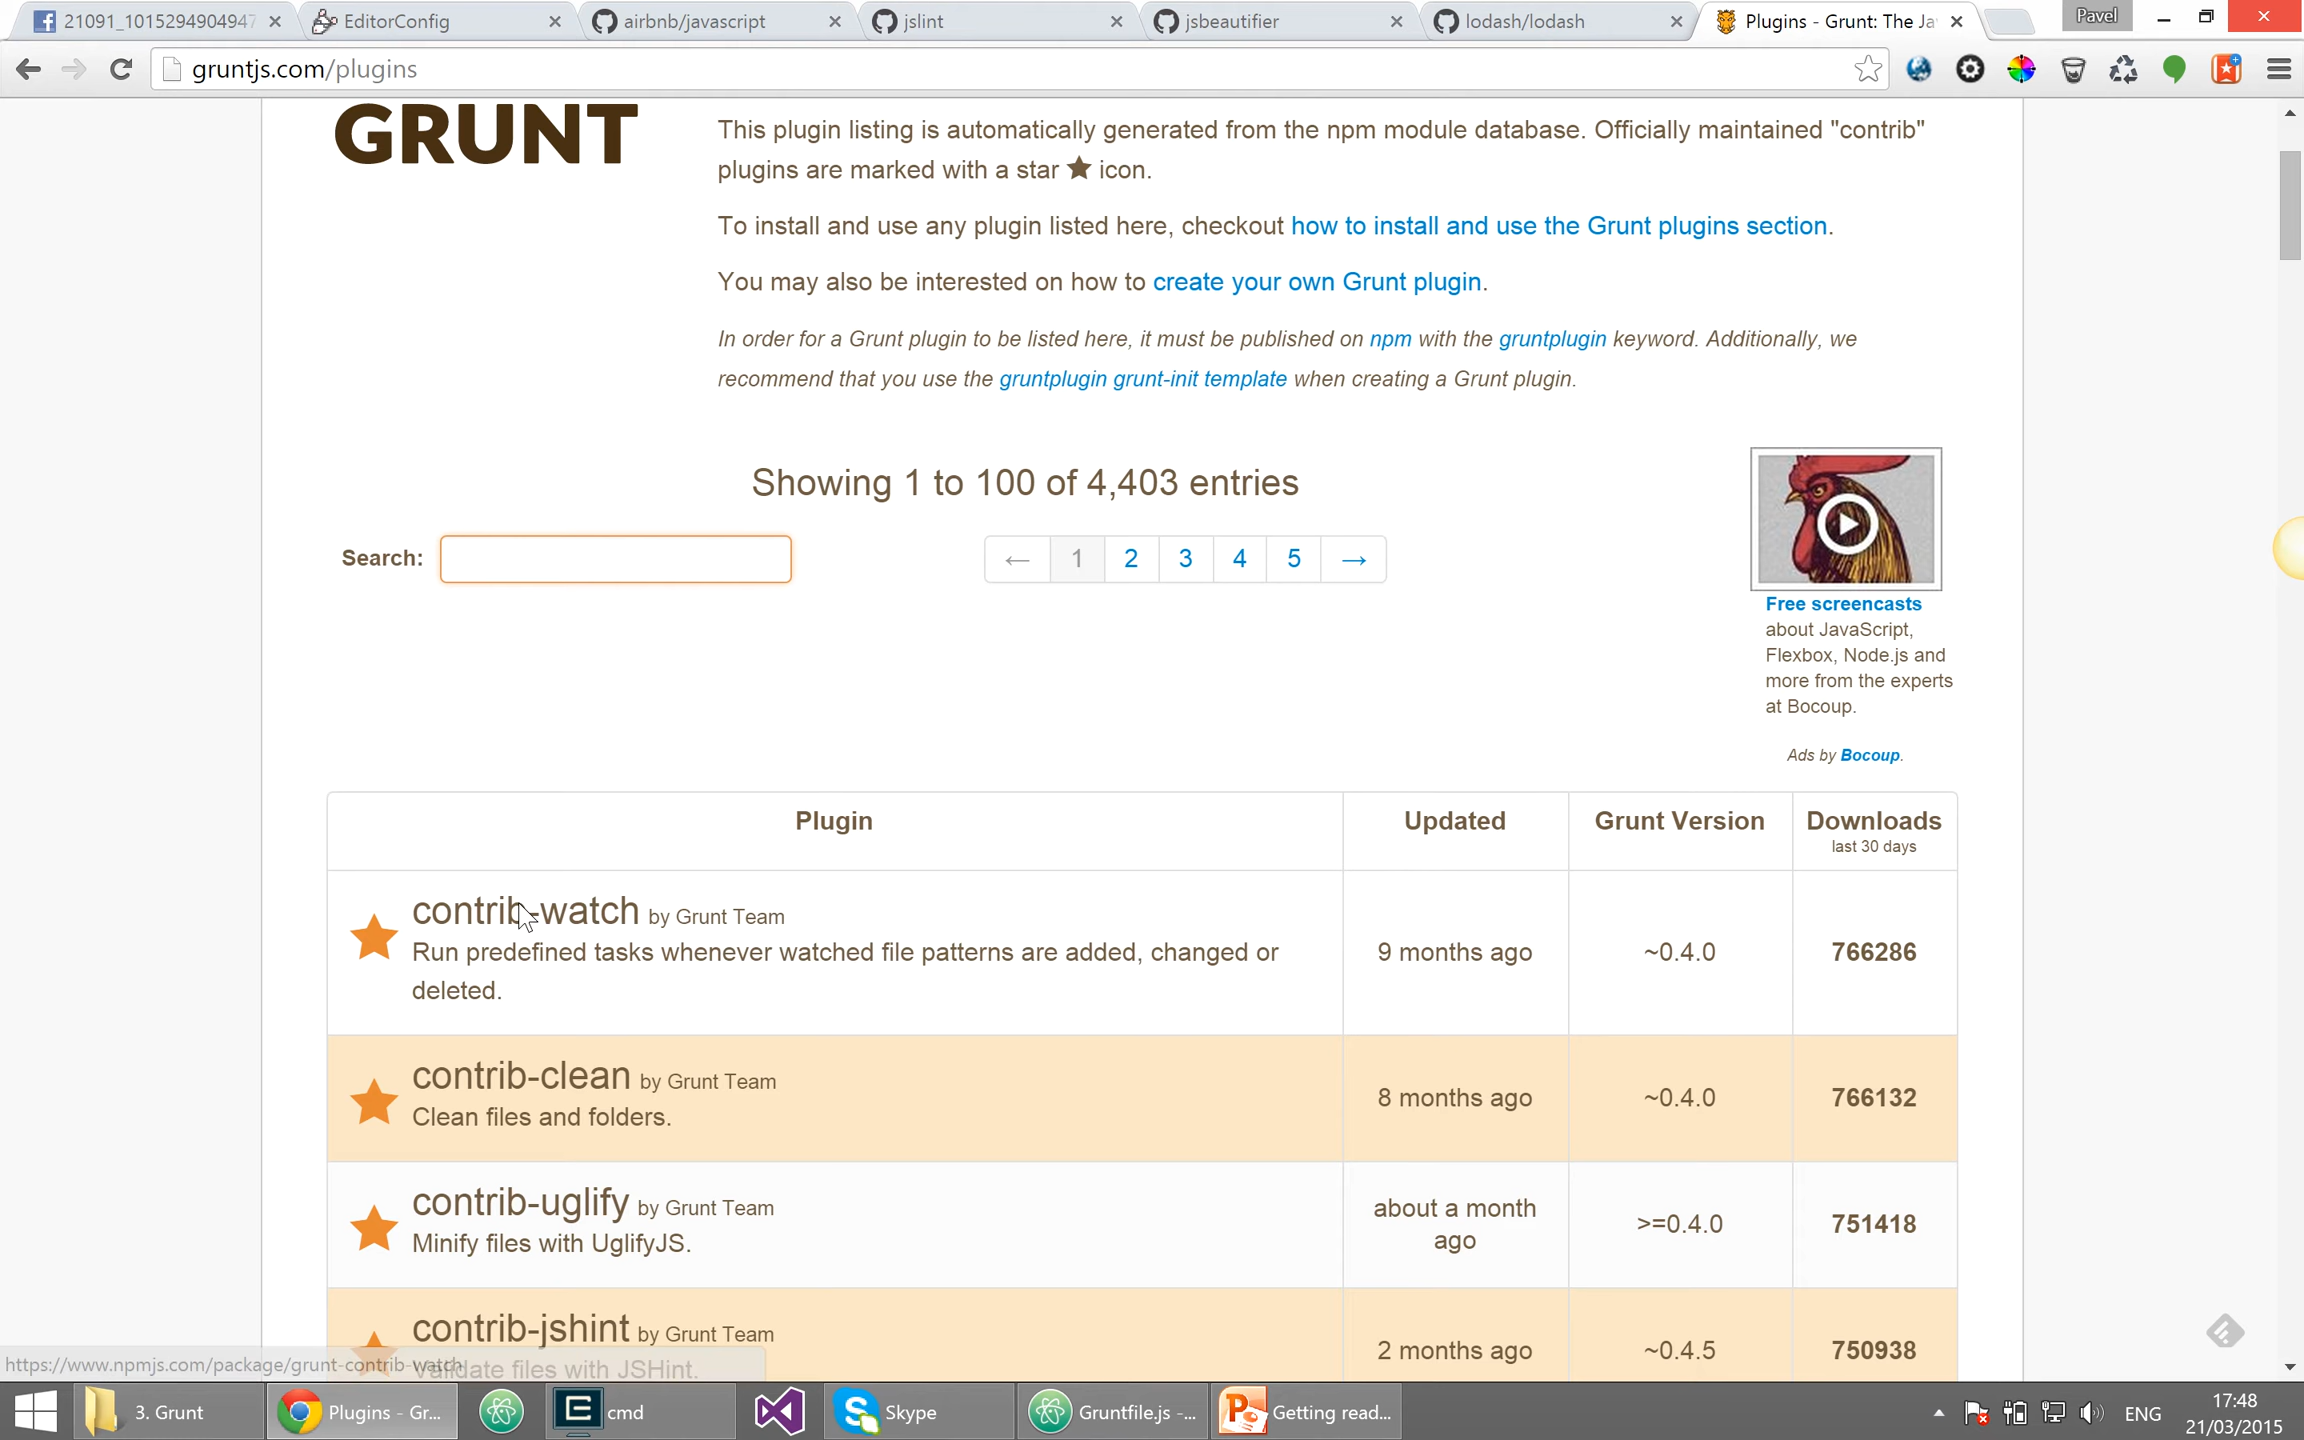 21091_1015294904947
EditorConfig
airbnb/javascript
jslint
jsbeautifier
lodash/lodash
Plugins - Grunt: The Ja
Pavel
gruntjs.com/plugins
GRUNT
This plugin listing is automatically generated from the npm module database. Officially maintained "contrib"
plugins are marked with a star ★ icon.
To install and use any plugin listed here, checkout how to install and use the Grunt plugins section.
You may also be interested on how to create your own Grunt plugin.
In order for a Grunt plugin to be listed here, it must be published on npm with the gruntplugin keyword. Additionally, we
recommend that you use the gruntplugin grunt-init template when creating a Grunt plugin.
Showing 1 to 100 of 4,403 entries
Search:
← 1 2 3 4 5 →
Free screencasts
about JavaScript,
Flexbox, Node.js and
more from the experts
at Bocoup.
Ads by Bocoup.
Plugin
Updated
Grunt Version
Downloads
last 30 days
contrib-watch by Grunt Team
Run predefined tasks whenever watched file patterns are added, changed or
deleted.
9 months ago
~0.4.0
766286
contrib-clean by Grunt Team
Clean files and folders.
8 months ago
~0.4.0
766132
contrib-uglify by Grunt Team
Minify files with UglifyJS.
about a month
ago
>=0.4.0
751418
contrib-jshint by Grunt Team
Validate files with JSHint.
2 months ago
~0.4.5
750938
https://www.npmjs.com/package/grunt-contrib-watch
3. Grunt
Plugins - Gr...
cmd
Skype
Gruntfile.js -...
Getting read...
ENG
17:48
21/03/2015